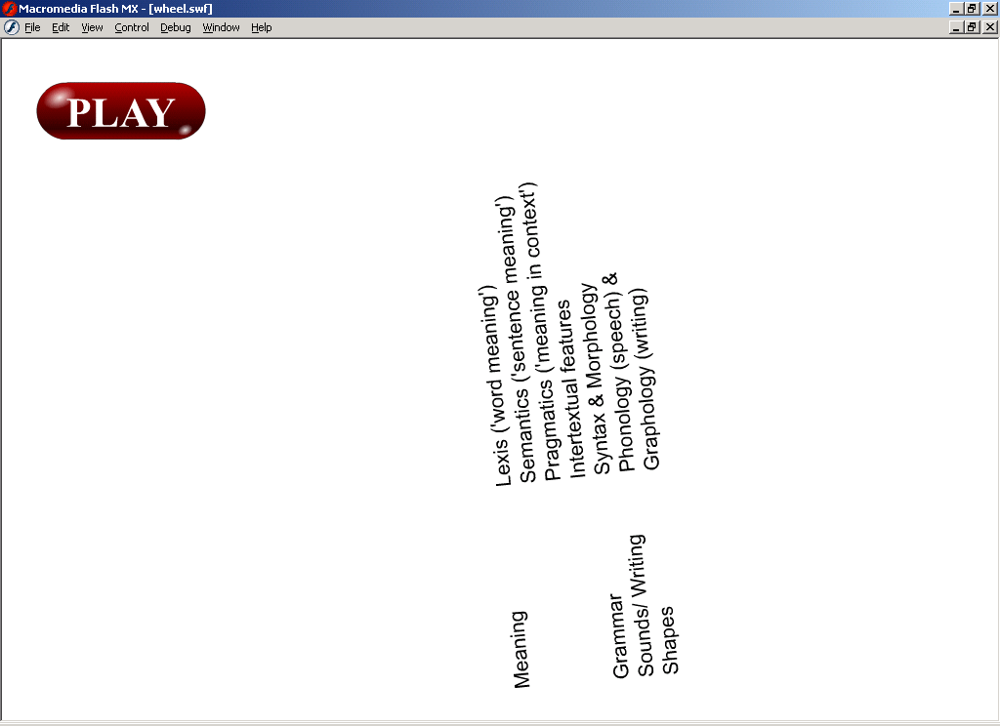 Macromedia Flash MX - [wheel.swf]
File Edit View Control Debug Window Help
PLAY
Lexis ('word meaning')
Semantics ('sentence meaning')
Pragmatics ('meaning in context')
Intertextual features
Syntax & Morphology
Phonology (speech) &
Graphology (writing)
Meaning
Grammar
Sounds/ Writing
Shapes